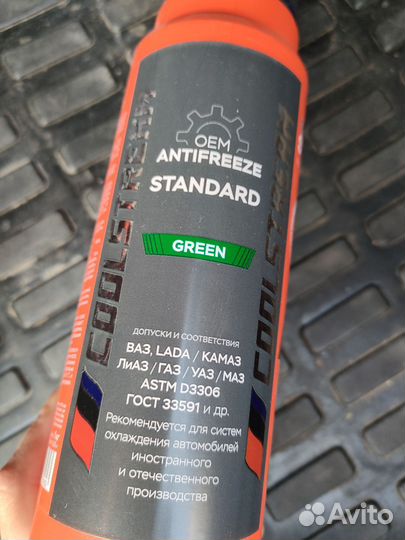 OEM
ANTIFREEZE
STANDARD
GREEN
COOLSTREAM
COOLSTREAM
ДОПУСКИ И СООТВЕТСТВИЯ
ВАЗ, LADA / КАМАЗ
ЛиАЗ / ГАЗ / УАЗ / МАЗ
ASTM D3306
ГОСТ 33591 и др.
Рекомендуется для систем
охлаждения автомобилей
иностранного
и отечественного
производства
Avito